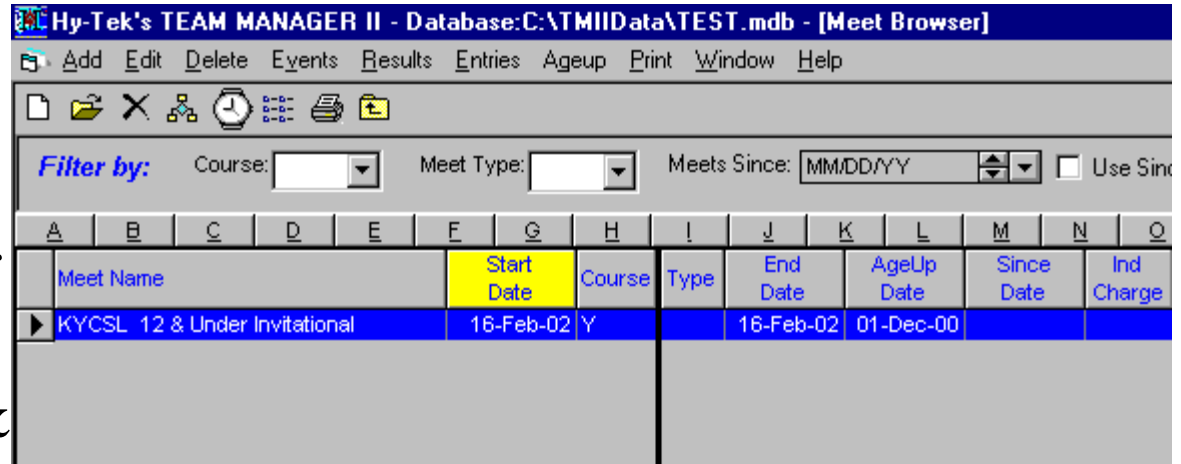 Hy-Tek's TEAM MANAGER II - Database:C:\TMIIData\TEST.mdb - [Meet Browser]
Add Edit Delete Events Results Entries Ageup Print Window Help
Filter by: Course: Meet Type: Meets Since: MM/DD/YY Use Sinc
A B C D E F G H I J K L M N O
Meet Name Start Date Course Type End Date AgeUp Date Since Date Ind Charge
KYCSL 12 & Under Invitational 16-Feb-02 Y 16-Feb-02 01-Dec-00